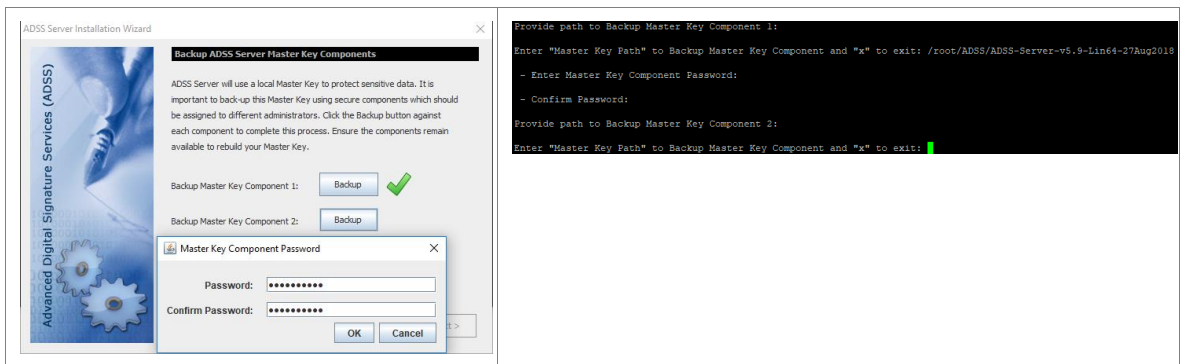 ADSS Server Installation Wizard
Advanced Digital Signature Services (ADSS)
Backup ADSS Server Master Key Components
ADSS Server will use a local Master Key to protect sensitive data. It is
important to back-up this Master Key using secure components which should
be assigned to different administrators. Click the Backup button against
each component to complete this process. Ensure the components remain
available to rebuild your Master Key.
Backup Master Key Component 1: Backup
Backup Master Key Component 2: Backup
Master Key Component Password
Password: ●●●●●●●●●●
Confirm Password: ●●●●●●●●●●
OK Cancel
Provide path to Backup Master Key Component 1:
Enter "Master Key Path" to Backup Master Key Component and "x" to exit: /root/ADSS/ADSS-Server-v5.9-Lin64-27Aug2018
- Enter Master Key Component Password:
- Confirm Password:
Provide path to Backup Master Key Component 2:
Enter "Master Key Path" to Backup Master Key Component and "x" to exit: